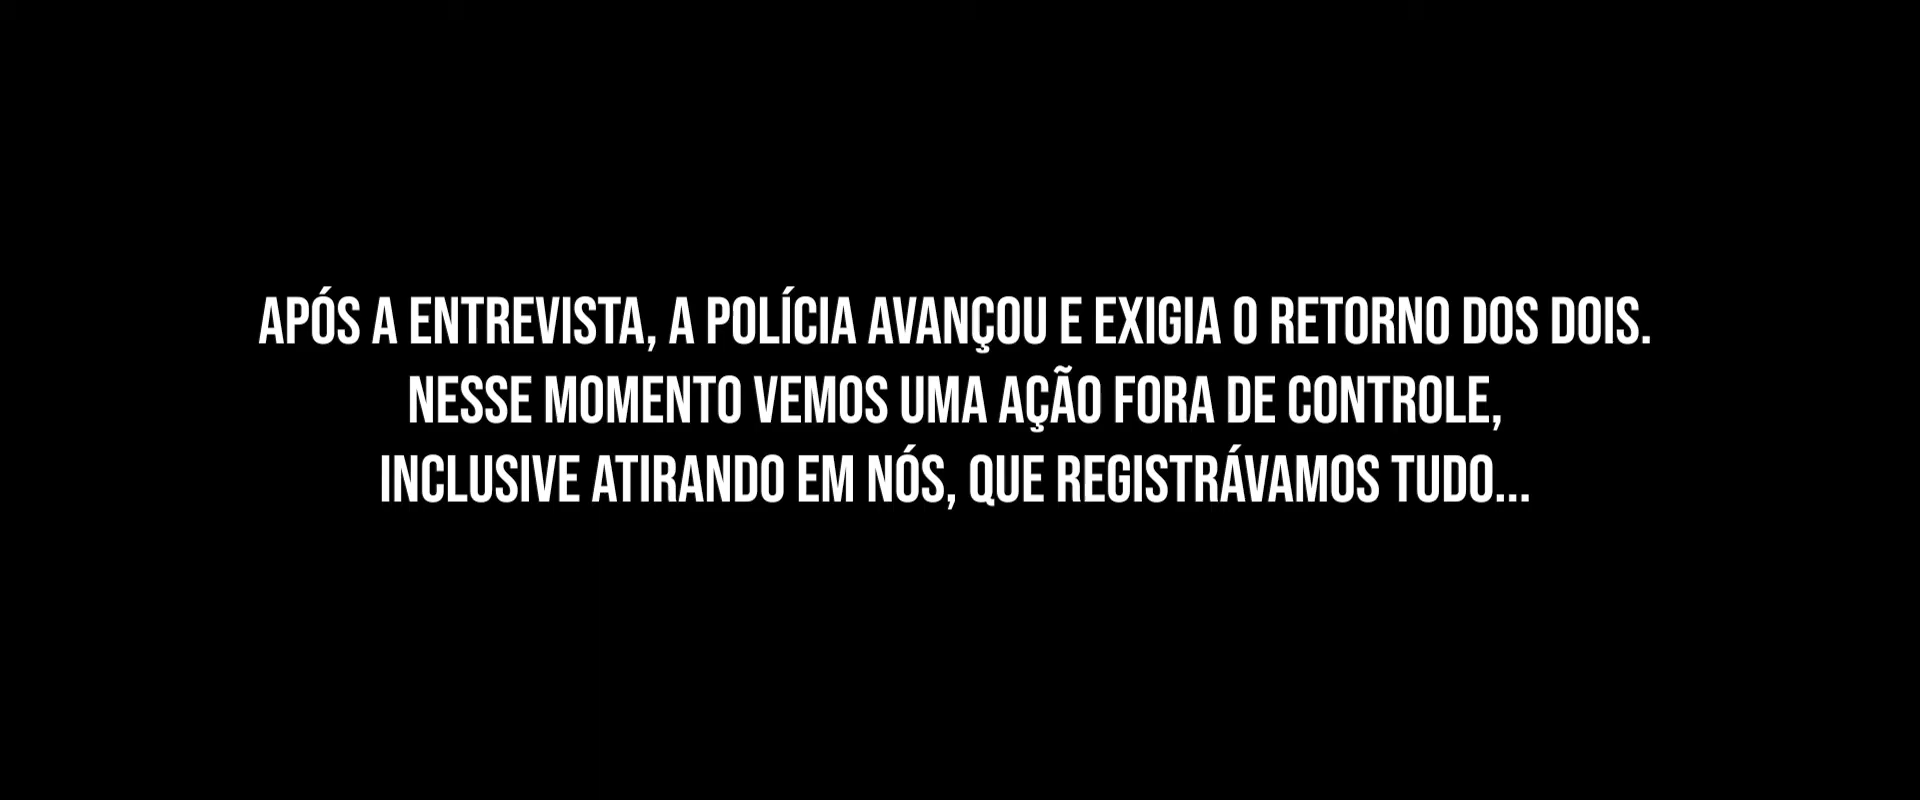 APÓS A ENTREVISTA, A POLÍCIA AVANÇOU E EXIGIA O RETORNO DOS DOIS.
NESSE MOMENTO VEMOS UMA AÇÃO FORA DE CONTROLE,
INCLUSIVE ATIRANDO EM NÓS, QUE REGISTRÁVAMOS TUDO...